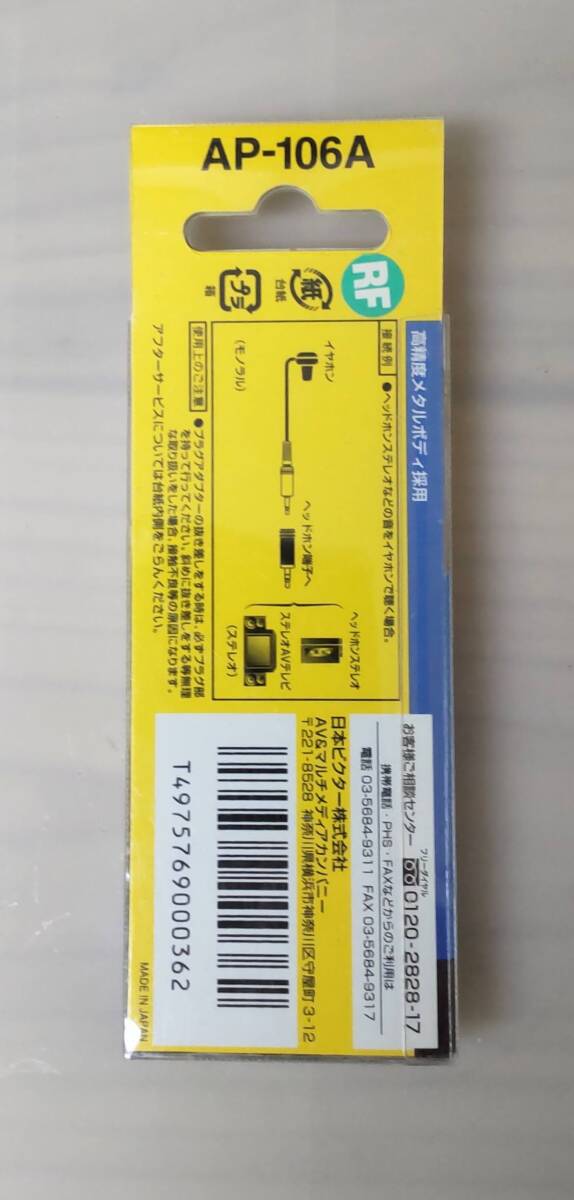 AP-106A
RF
紙
台紙
プラ
箱
高精度メタルボディ採用
接続例
●ヘッドホンステレオなどの音をイヤホンで聴く場合。
イヤホン
(モノラル)
ヘッドホン端子へ
ヘッドホンステレオ
ステレオAVテレビ
(ステレオ)
使用上のご注意
●プラグアダプターの抜き差しをする時は、必ずプラグ部
を持って行ってください。斜めに抜き差しをする等無理
な取り扱いをした場合、接触不良等の原因になります。
アフターサービスについては台紙内側をごらんください。
お客様ご相談センター
フリーダイヤル
0120-2828-17
携帯電話・PHS・FAXなどからのご利用は
電話 03-5684-9311 FAX 03-5684-9317
日本ビクター株式会社
AV&マルチメディアカンパニー
〒221-8528 神奈川県横浜市神奈川区守屋町 3-12
T4975769000362
MADE IN JAPAN